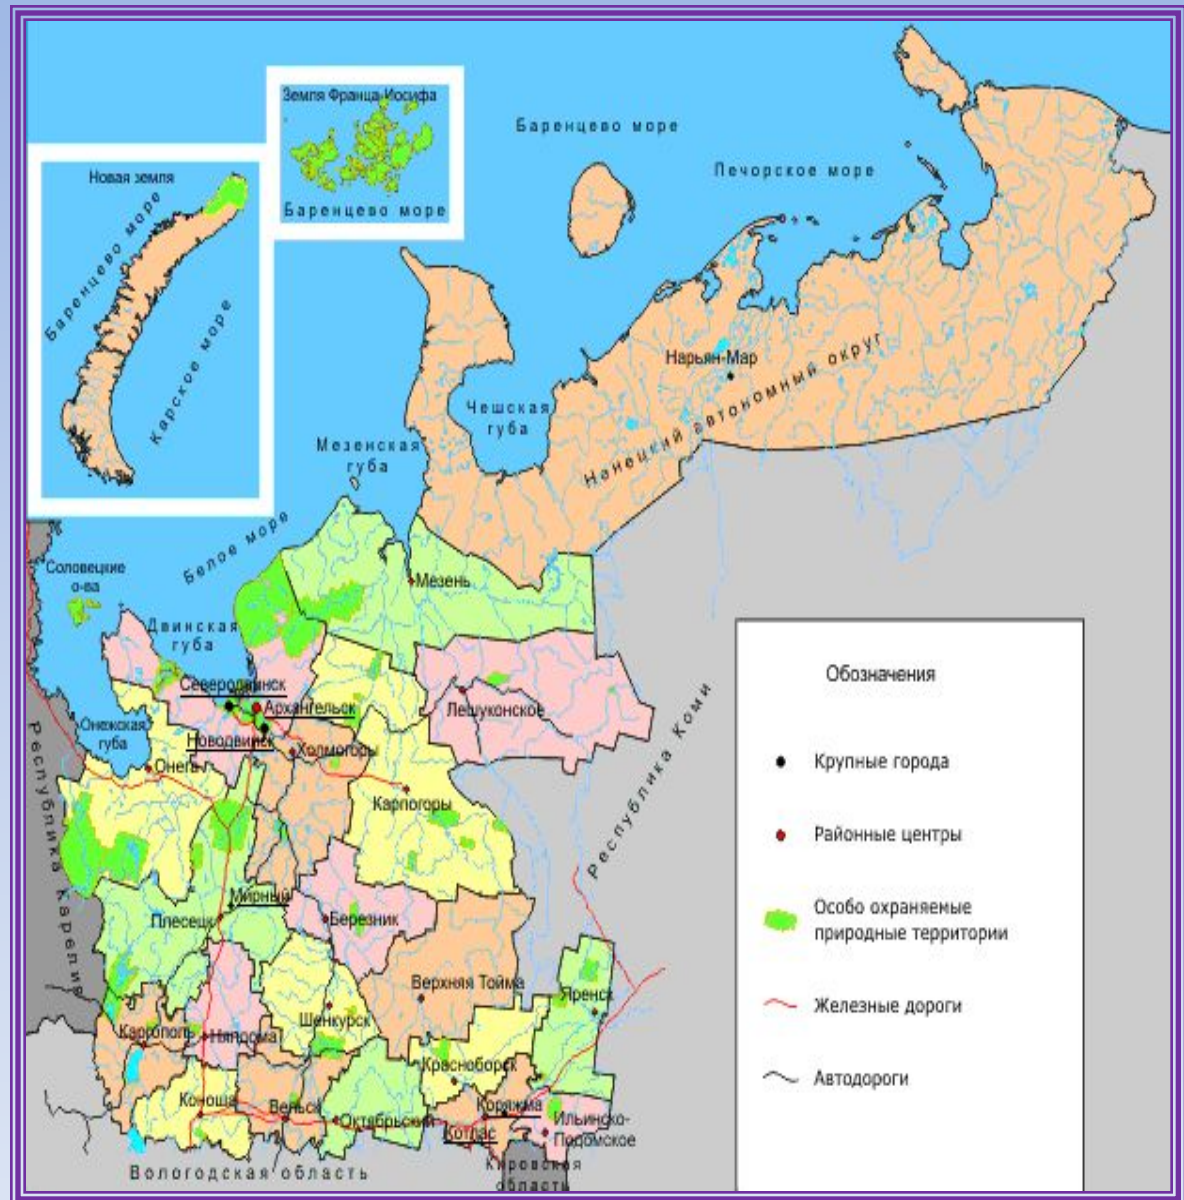 Земля Франца-Иосифа
Баренцево море
Новая земля
Баренцево море
Карское море
Баренцево море
Печорское море
Нарьян-Мар
Ненецкий автономный округ
Чешская
губа
Мезенская
губа
Белое море
Соловецкие
о-ва
Мезень
Двинская
губа
Северодвинск
Архангельск
Новодвинск
Лешуконское
Онежская
губа
Онега г.
Холмогоры
Карпогоры
Республика Карелия
Республика Коми
Мирный
Плесецк
Березник
Верхняя Тойма
Яренск
Шенкурск
Каргополь
Няндома
Красноборск
Коноша
Вельск
Октябрьский
Коряжма
Котлас
Ильинско-
Подомское
Вологодская область
Кировская
область
Обозначения
Крупные города
Районные центры
Особо охраняемые
природные территории
Железные дороги
Автодороги